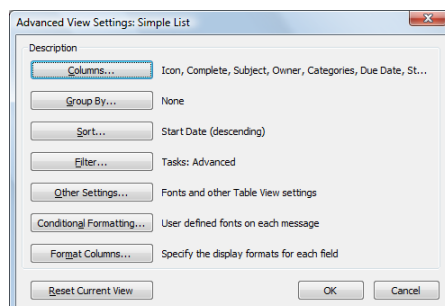 Advanced View Settings: Simple List
Description
Columns... Icon, Complete, Subject, Owner, Categories, Due Date, St...
Group By... None
Sort... Start Date (descending)
Filter... Tasks: Advanced
Other Settings... Fonts and other Table View settings
Conditional Formatting... User defined fonts on each message
Format Columns... Specify the display formats for each field
Reset Current View OK Cancel